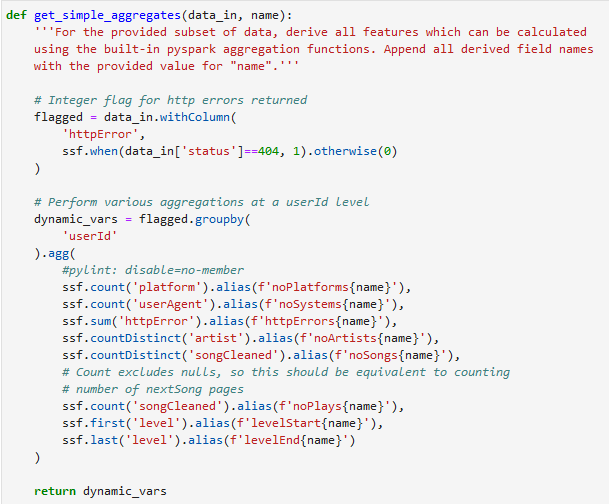 def get_simple_aggregates(data_in, name):
    '''For the provided subset of data, derive all features which can be calculated
    using the built-in pyspark aggregation functions. Append all derived field names
    with the provided value for "name".'''

    # Integer flag for http errors returned
    flagged = data_in.withColumn(
        'httpError',
        ssf.when(data_in['status']==404, 1).otherwise(0)
    )

    # Perform various aggregations at a userId level
    dynamic_vars = flagged.groupby(
        'userId'
    ).agg(
        #pylint: disable=no-member
        ssf.count('platform').alias(f'noPlatforms{name}'),
        ssf.count('userAgent').alias(f'noSystems{name}'),
        ssf.sum('httpError').alias(f'httpErrors{name}'),
        ssf.countDistinct('artist').alias(f'noArtists{name}'),
        ssf.countDistinct('songCleaned').alias(f'noSongs{name}'),
        # Count excludes nulls, so this should be equivalent to counting
        # number of nextSong pages
        ssf.count('songCleaned').alias(f'noPlays{name}'),
        ssf.first('level').alias(f'levelStart{name}'),
        ssf.last('level').alias(f'levelEnd{name}')
    )

    return dynamic_vars